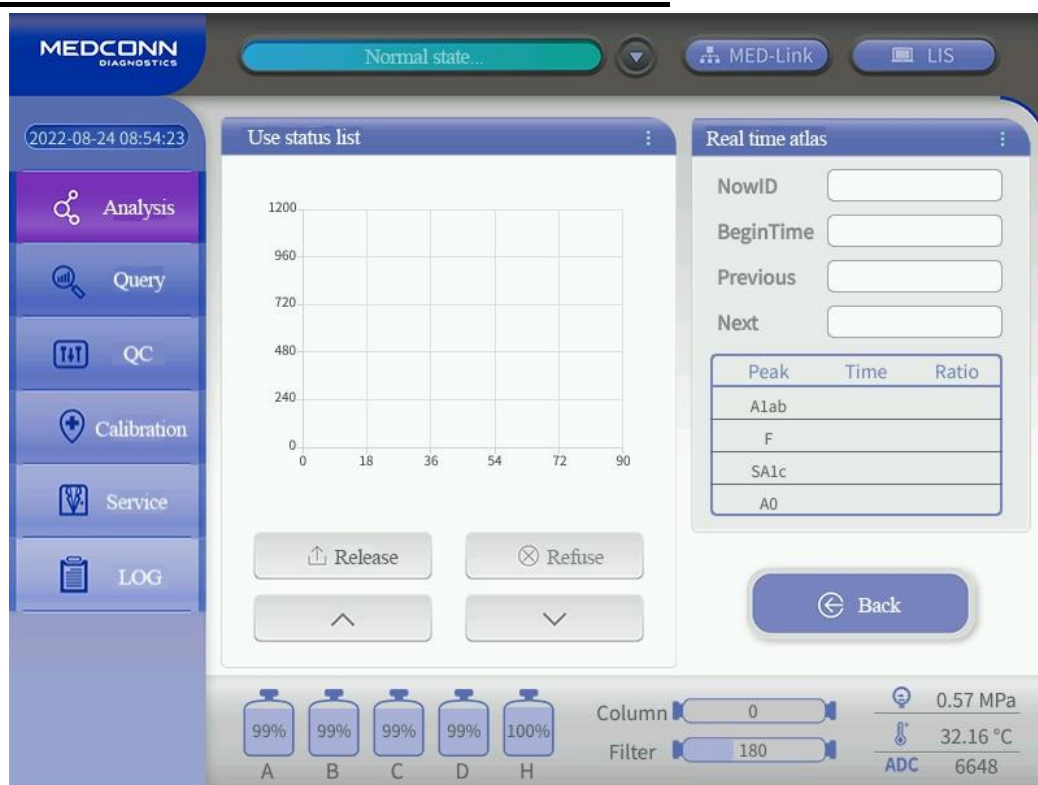 MEDCONN
DIAGNOSTICS
Normal state...
MED-Link
LIS
2022-08-24 08:54:23
Analysis
Query
QC
Calibration
Service
LOG
Use status list
1200
960
720
480
240
0
0 18 36 54 72 90
Release
Refuse
Real time atlas
NowID
BeginTime
Previous
Next
Peak Time Ratio
A1ab
F
SA1c
A0
Back
99% 99% 99% 99% 100%
A B C D H
Column 0
Filter 180
0.57 MPa
32.16 °C
ADC 6648